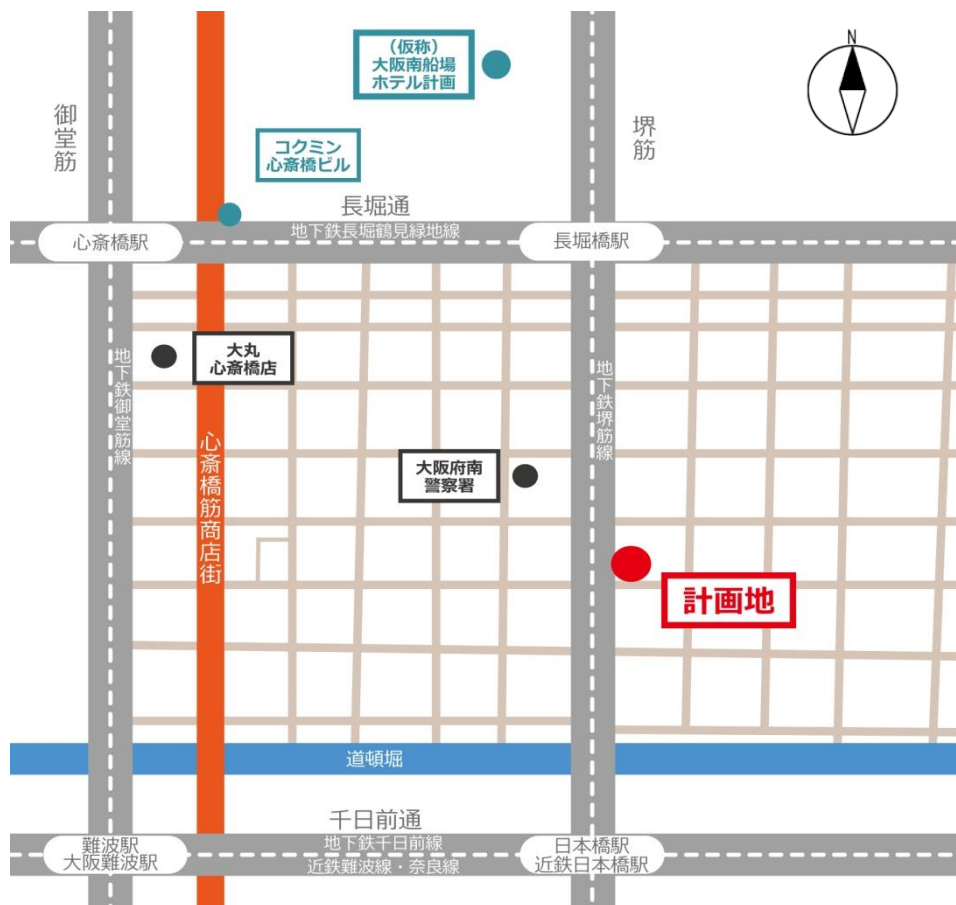 （仮称）
大阪南船場
ホテル計画
N
御堂筋
堺筋
コクミン
心斎橋ビル
長堀通
地下鉄長堀鶴見緑地線
心斎橋駅
長堀橋駅
大丸
心斎橋店
地下鉄御堂筋線
地下鉄堺筋線
心斎橋筋商店街
大阪府南
警察署
計画地
道頓堀
千日前通
地下鉄千日前線
近鉄難波線・奈良線
難波駅
大阪難波駅
日本橋駅
近鉄日本橋駅